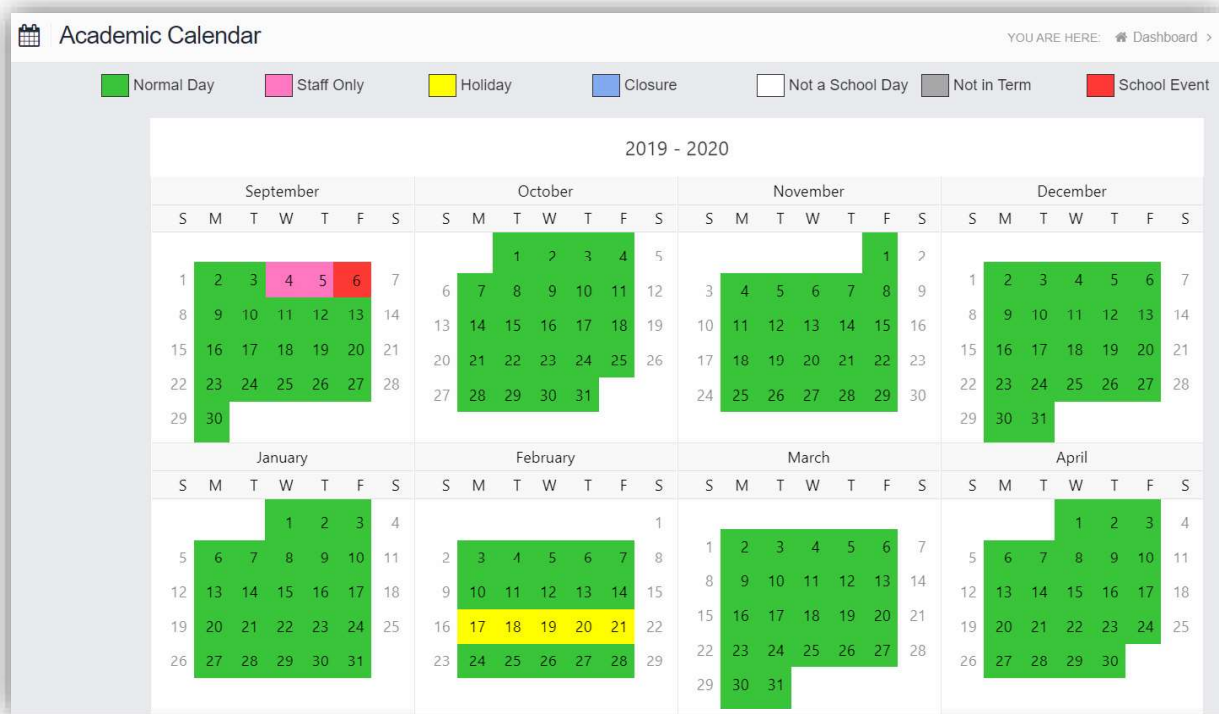 Academic Calendar
YOU ARE HERE: Dashboard >
Normal Day Staff Only Holiday Closure Not a School Day Not in Term School Event
2019 - 2020
September October November December
S M T W T F S S M T W T F S S M T W T F S S M T W T F S
1 2 3 4 5 1 2
1 2 3 4 5 6 7 6 7 8 9 10 11 12 3 4 5 6 7 8 9 1 2 3 4 5 6 7
8 9 10 11 12 13 14 13 14 15 16 17 18 19 10 11 12 13 14 15 16 8 9 10 11 12 13 14
15 16 17 18 19 20 21 20 21 22 23 24 25 26 17 18 19 20 21 22 23 15 16 17 18 19 20 21
22 23 24 25 26 27 28 27 28 29 30 31 24 25 26 27 28 29 30 22 23 24 25 26 27 28
29 30 29 30 31
January February March April
S M T W T F S S M T W T F S S M T W T F S S M T W T F S
1 2 3 4 1 1 2 3 4
5 6 7 8 9 10 11 2 3 4 5 6 7 8 1 2 3 4 5 6 7 5 6 7 8 9 10 11
12 13 14 15 16 17 18 9 10 11 12 13 14 15 8 9 10 11 12 13 14 12 13 14 15 16 17 18
19 20 21 22 23 24 25 16 17 18 19 20 21 22 15 16 17 18 19 20 21 19 20 21 22 23 24 25
26 27 28 29 30 31 23 24 25 26 27 28 29 22 23 24 25 26 27 28 26 27 28 29 30
29 30 31